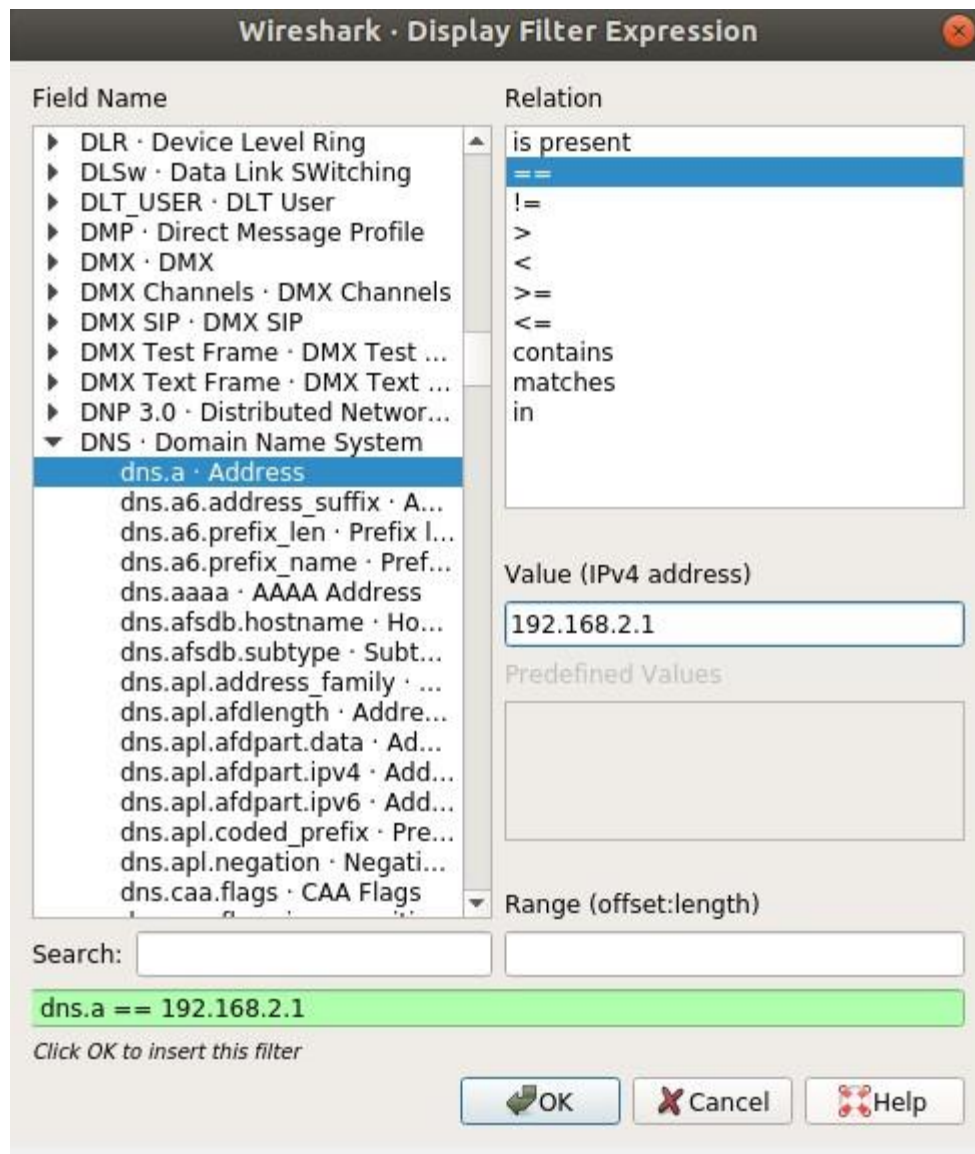 Wireshark · Display Filter Expression
Field Name
DLR · Device Level Ring
DLSw · Data Link SWitching
DLT_USER · DLT User
DMP · Direct Message Profile
DMX · DMX
DMX Channels · DMX Channels
DMX SIP · DMX SIP
DMX Test Frame · DMX Test ...
DMX Text Frame · DMX Text ...
DNP 3.0 · Distributed Networ...
DNS · Domain Name System
dns.a · Address
dns.a6.address_suffix · A...
dns.a6.prefix_len · Prefix l...
dns.a6.prefix_name · Pref...
dns.aaaa · AAAA Address
dns.afsdb.hostname · Ho...
dns.afsdb.subtype · Subt...
dns.apl.address_family · ...
dns.apl.afdlength · Addre...
dns.apl.afdpart.data · Ad...
dns.apl.afdpart.ipv4 · Add...
dns.apl.afdpart.ipv6 · Add...
dns.apl.coded_prefix · Pre...
dns.apl.negation · Negati...
dns.caa.flags · CAA Flags
Relation
is present
==
!=
>
<
>=
<=
contains
matches
in
Value (IPv4 address)
192.168.2.1
Predefined Values
Range (offset:length)
Search:
dns.a == 192.168.2.1
Click OK to insert this filter
OK
Cancel
Help